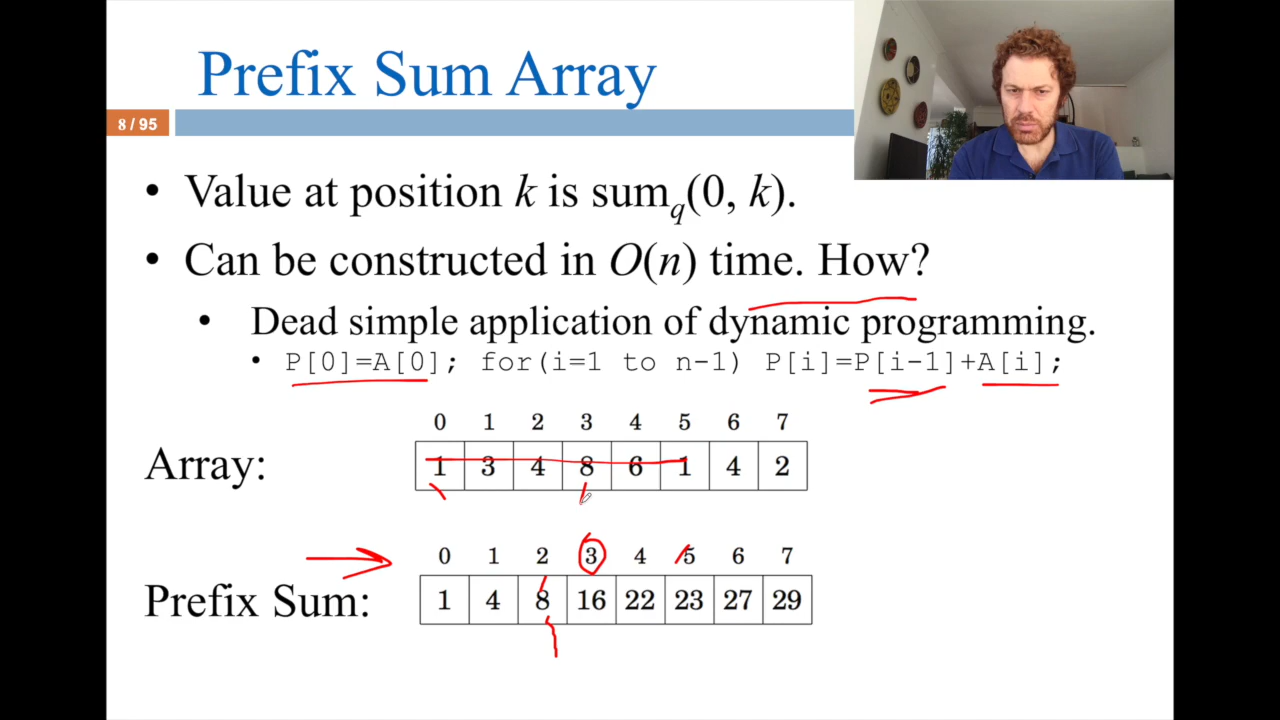 Prefix Sum Array
8 / 95
• Value at position k is sumq(0, k).
• Can be constructed in O(n) time. How?
• Dead simple application of dynamic programming.
• P[0]=A[0]; for(i=1 to n-1) P[i]=P[i-1]+A[i];
0 1 2 3 4 5 6 7
Array: 1 3 4 8 6 1 4 2
0 1 2 3 4 5 6 7
Prefix Sum: 1 4 8 16 22 23 27 29